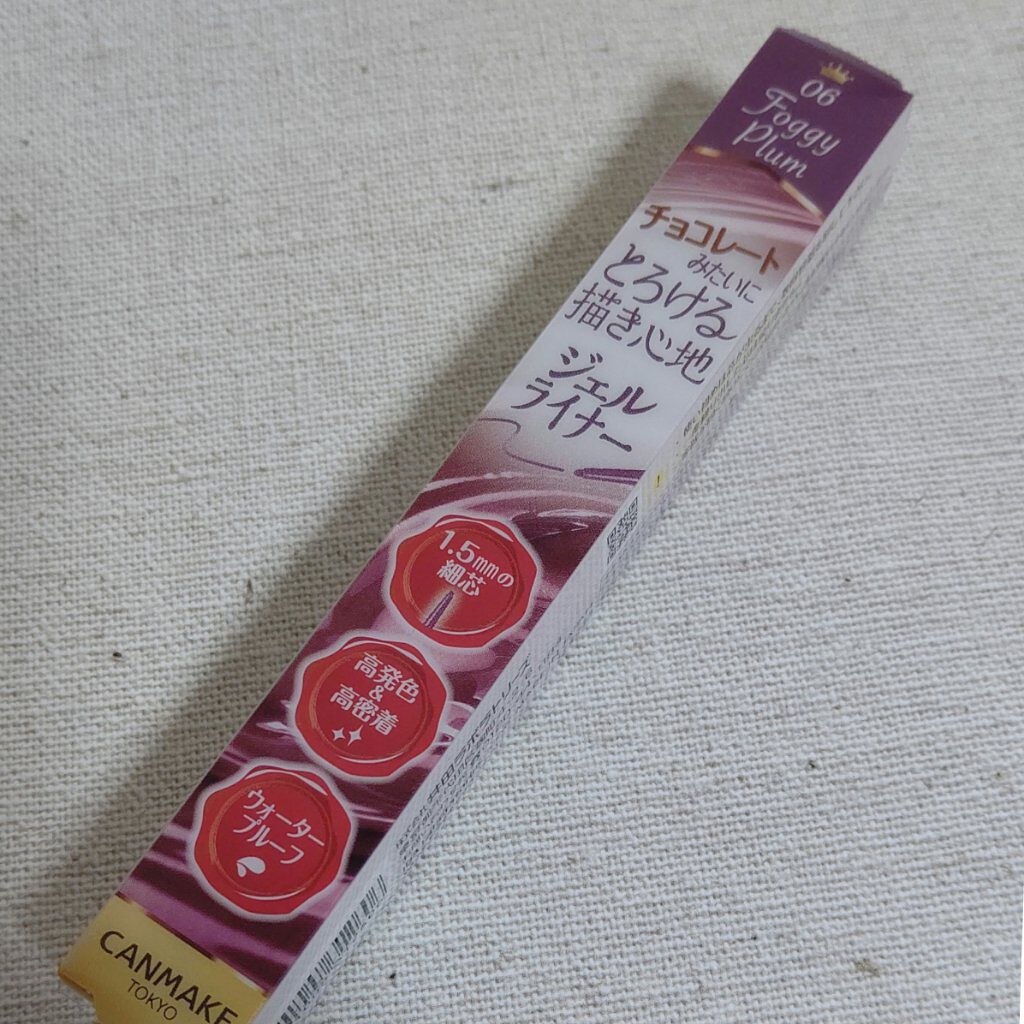 06
Foggy
Plum
チョコレート
みたいに
とろける
描き心地
ジェル
ライナー
1.5mmの
細芯
高発色
&
高密着
ウォーター
プルーフ
CANMAKE
TOKYO